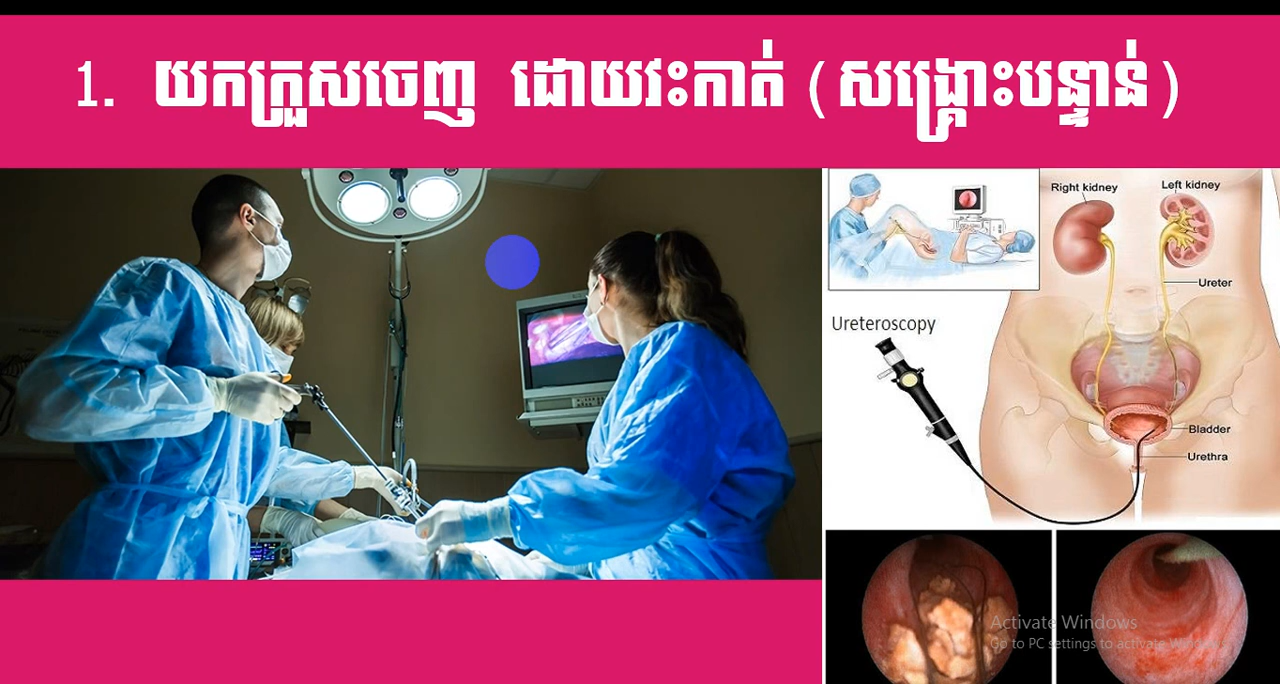 1. យកក្រួសចេញ ដោយវះកាត់ (សង្គ្រោះបន្ទាន់)
Right kidney
Left kidney
Ureter
Ureteroscopy
Bladder
Urethra
Activate Windows
Go to PC settings to activate Windows.